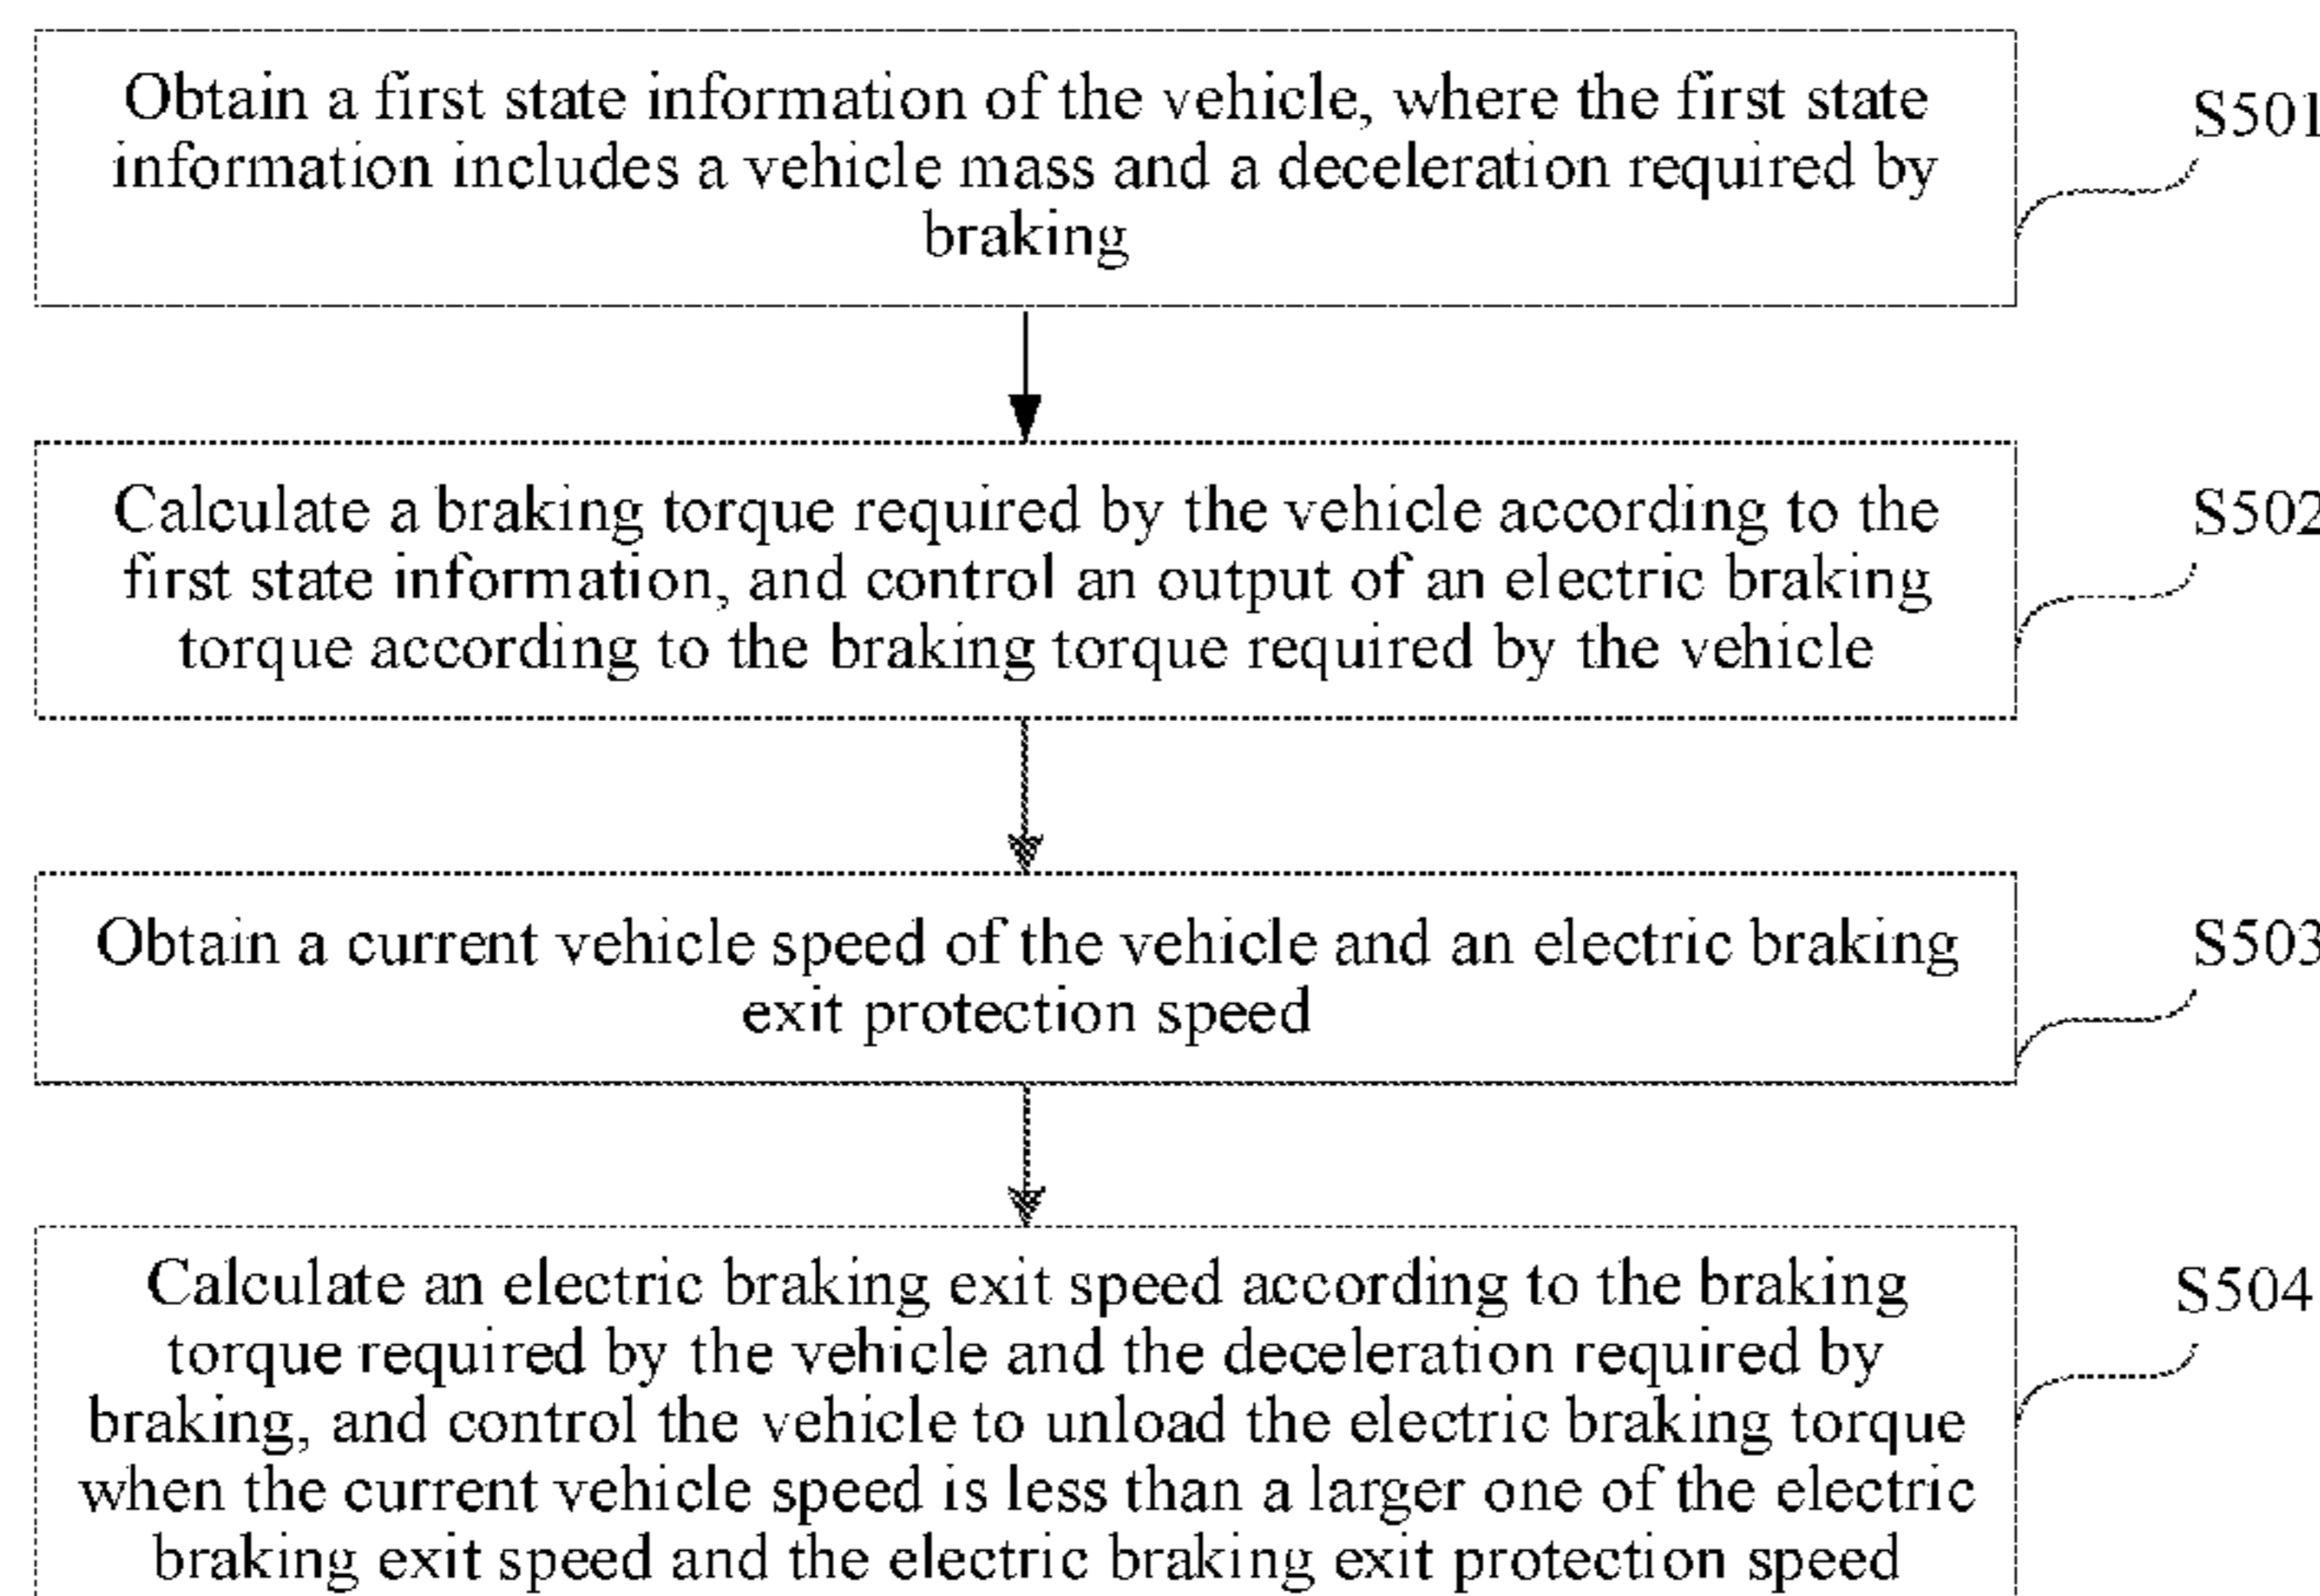 Obtain a first state information of the vehicle, where the first state
information includes a vehicle mass and a deceleration required by
braking
S501
Calculate a braking torque required by the vehicle according to the
first state information, and control an output of an electric braking
torque according to the braking torque required by the vehicle
S502
Obtain a current vehicle speed of the vehicle and an electric braking
exit protection speed
S503
Calculate an electric braking exit speed according to the braking
torque required by the vehicle and the deceleration required by
braking, and control the vehicle to unload the electric braking torque
when the current vehicle speed is less than a larger one of the electric
braking exit speed and the electric braking exit protection speed
S504